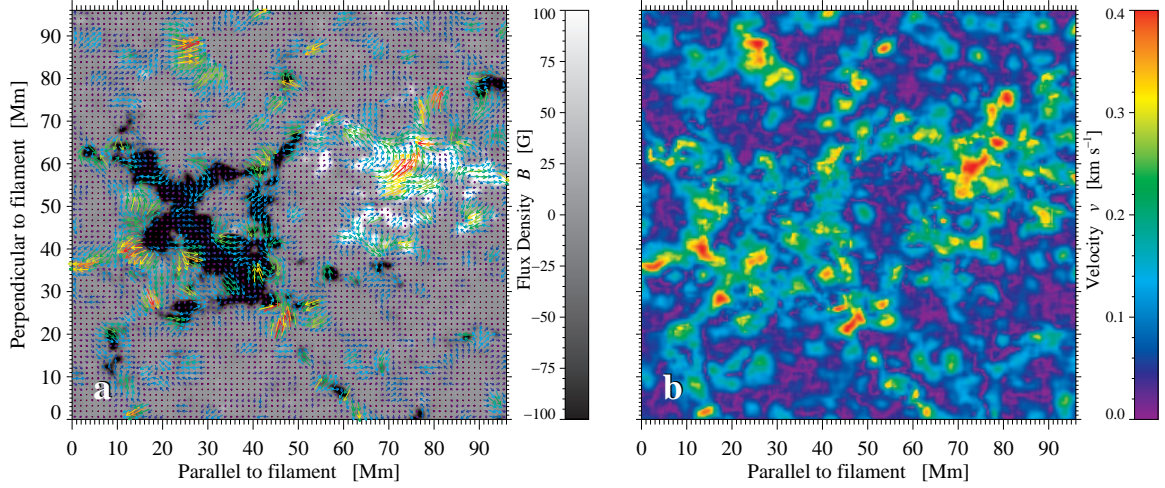 100
75
50
25
0
−25
−50
−75
−100
Flux Density B [G]
90
80
70
60
50
40
30
20
10
0
Perpendicular to filament [Mm]
a
0 10 20 30 40 50 60 70 80 90
Parallel to filament [Mm]
b
0 10 20 30 40 50 60 70 80 90
Parallel to filament [Mm]
0.4
0.3
0.2
0.1
0.0
Velocity v [km s⁻¹]